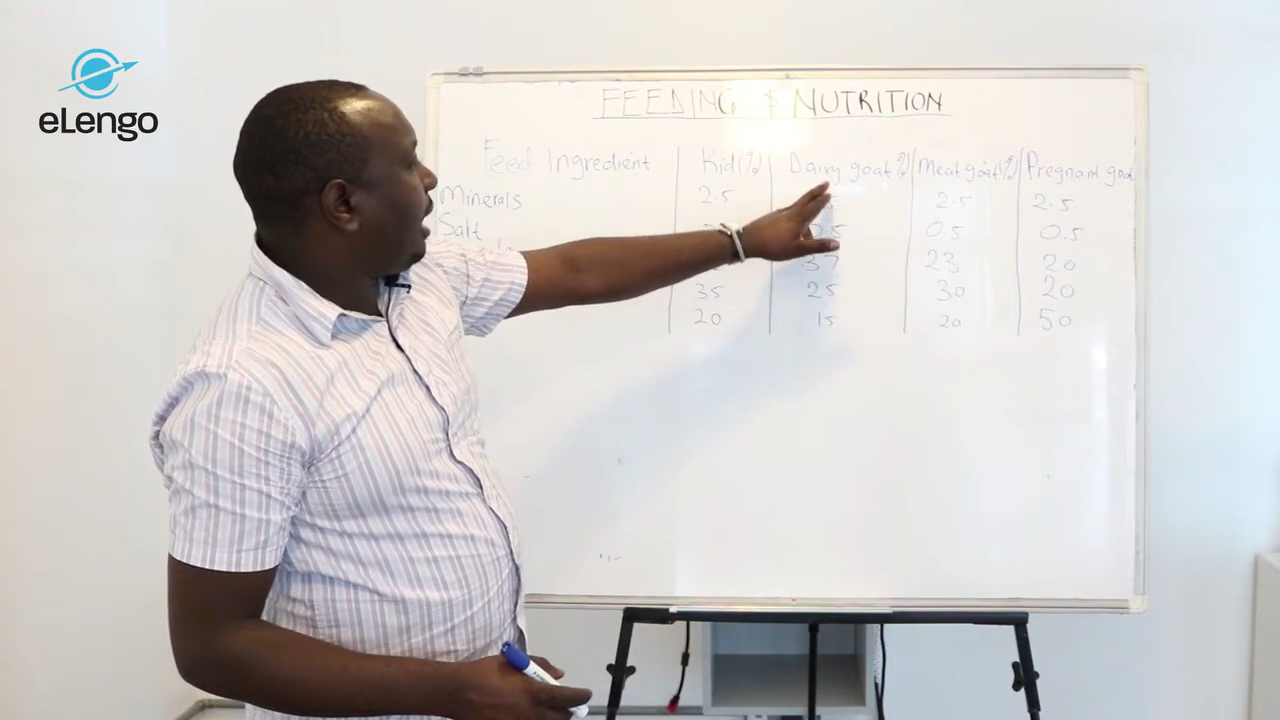 eLengo
FEEDING & NUTRITION
Feed Ingredient Kid(%) Dairy goat % Meat goat(%) Pregnant
Minerals 2.5 2.5 2.5
Salt 0.5 0.5
37 23 20
35 25 30 20
20 15 20 50